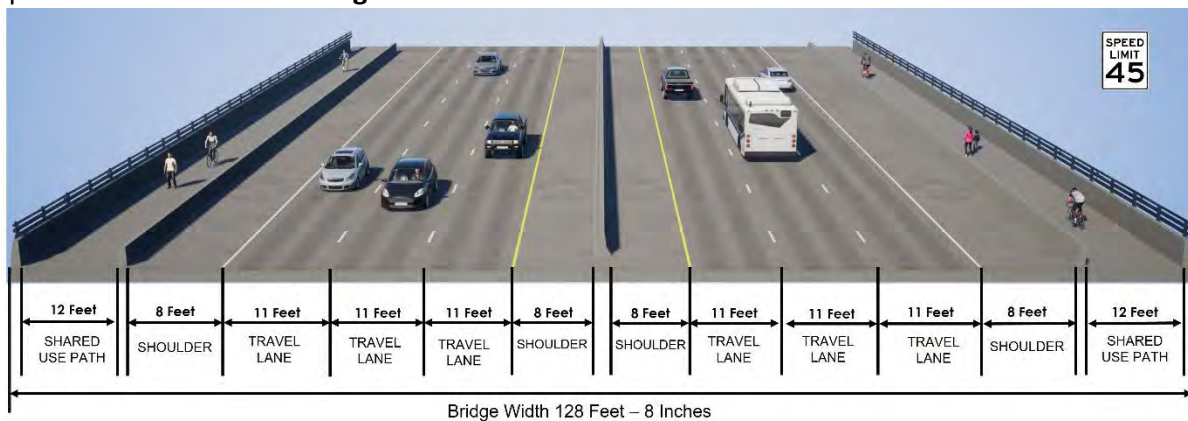 SPEED
LIMIT
45
12 Feet
SHARED
USE PATH
8 Feet
SHOULDER
11 Feet
TRAVEL
LANE
11 Feet
TRAVEL
LANE
11 Feet
TRAVEL
LANE
8 Feet
SHOULDER
8 Feet
SHOULDER
11 Feet
TRAVEL
LANE
11 Feet
TRAVEL
LANE
11 Feet
TRAVEL
LANE
8 Feet
SHOULDER
12 Feet
SHARED
USE PATH
Bridge Width 128 Feet – 8 Inches